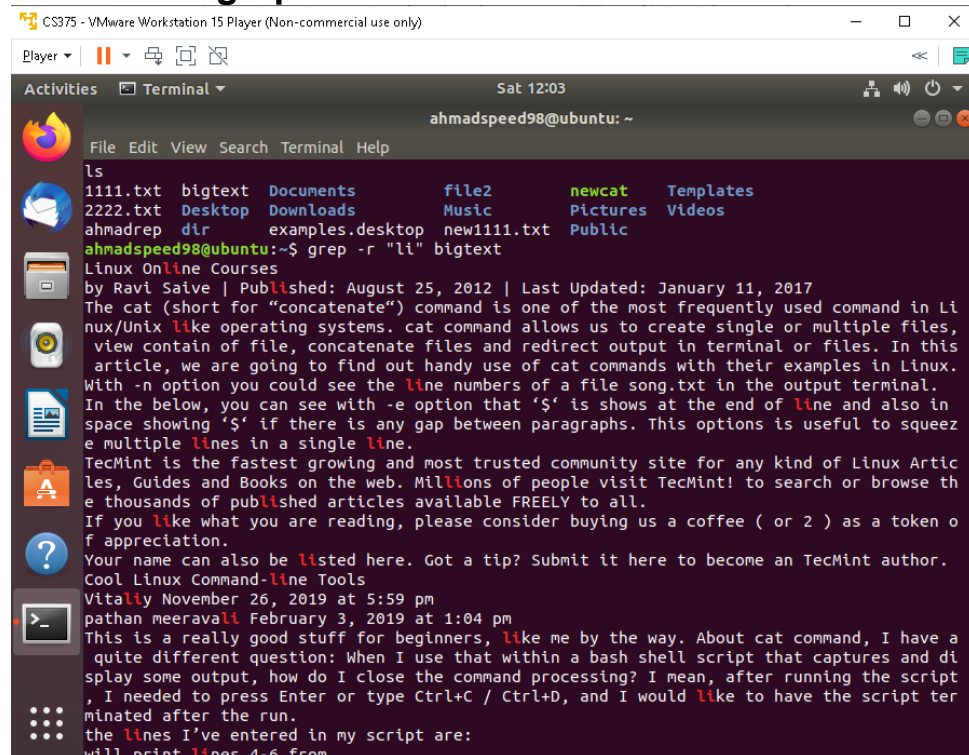 CS375 - VMware Workstation 15 Player (Non-commercial use only)
Player
Activities Terminal Sat 12:03
ahmadspeed98@ubuntu: ~
File Edit View Search Terminal Help
ls
1111.txt bigtext Documents file2 newcat Templates
2222.txt Desktop Downloads Music Pictures Videos
ahmadrep dir examples.desktop new1111.txt Public
ahmadspeed98@ubuntu:~$ grep -r "li" bigtext
Linux Online Courses
by Ravi Saive | Published: August 25, 2012 | Last Updated: January 11, 2017
The cat (short for “concatenate“) command is one of the most frequently used command in Li
nux/Unix like operating systems. cat command allows us to create single or multiple files,
view contain of file, concatenate files and redirect output in terminal or files. In this
article, we are going to find out handy use of cat commands with their examples in Linux.
With -n option you could see the line numbers of a file song.txt in the output terminal.
In the below, you can see with -e option that ‘$‘ is shows at the end of line and also in
space showing ‘$‘ if there is any gap between paragraphs. This options is useful to squeez
e multiple lines in a single line.
TecMint is the fastest growing and most trusted community site for any kind of Linux Artic
les, Guides and Books on the web. Millions of people visit TecMint! to search or browse th
e thousands of published articles available FREELY to all.
If you like what you are reading, please consider buying us a coffee ( or 2 ) as a token o
f appreciation.
Your name can also be listed here. Got a tip? Submit it here to become an TecMint author.
Cool Linux Command-line Tools
Vitaliy November 26, 2019 at 5:59 pm
pathan meeravali February 3, 2019 at 1:04 pm
This is a really good stuff for beginners, like me by the way. About cat command, I have a
quite different question: When I use that within a bash shell script that captures and di
splay some output, how do I close the command processing? I mean, after running the script
, I needed to press Enter or type Ctrl+C / Ctrl+D, and I would like to have the script ter
minated after the run.
the lines I’ve entered in my script are:
will print lines 4-6 from